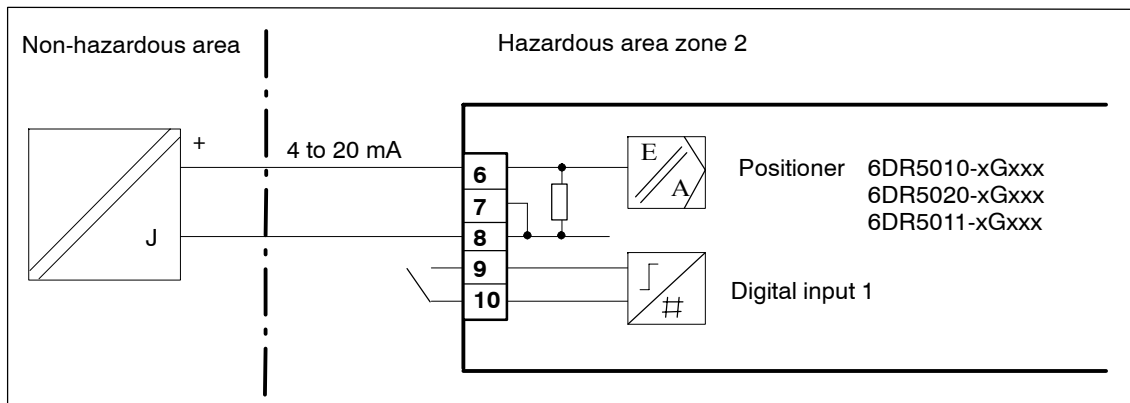 Non-hazardous area
Hazardous area zone 2
+
4 to 20 mA
J
6
7
8
9
10
E
A
Positioner 6DR5010-xGxxx
6DR5020-xGxxx
6DR5011-xGxxx
#
Digital input 1